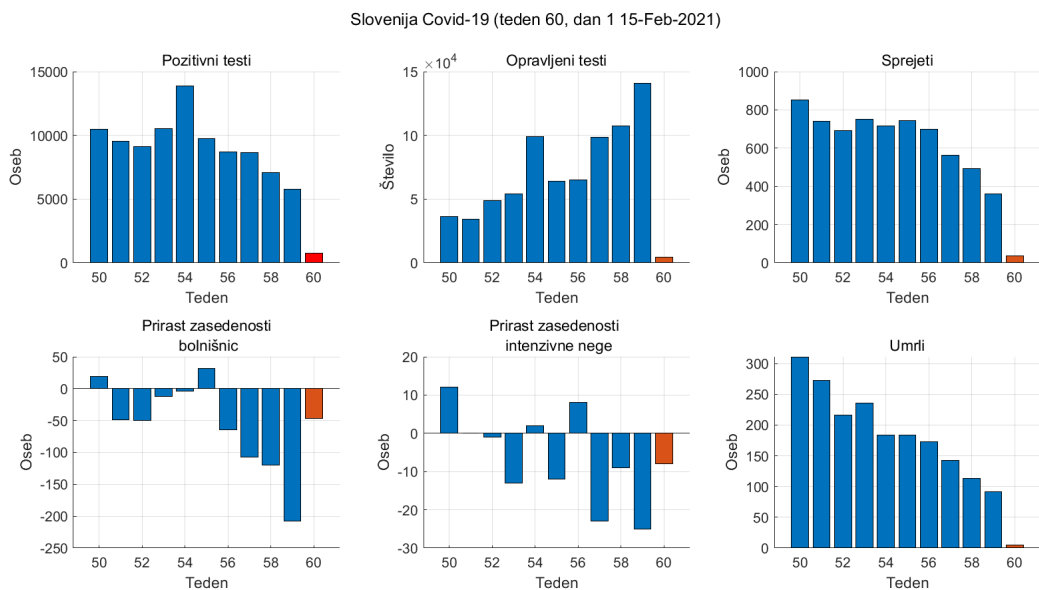 Slovenija Covid-19 (teden 60, dan 1 15-Feb-2021)
Pozitivni testi
15000
10000
5000
0
Oseb
50 52 54 56 58 60
Teden
Opravljeni testi
×10^4
15
10
5
0
Število
50 52 54 56 58 60
Teden
Sprejeti
1000
800
600
400
200
0
Oseb
50 52 54 56 58 60
Teden
Prirast zasedenosti
bolnišnic
50
0
-50
-100
-150
-200
-250
Oseb
50 52 54 56 58 60
Teden
Prirast zasedenosti
intenzivne nege
20
10
0
-10
-20
-30
Oseb
50 52 54 56 58 60
Teden
Umrli
300
250
200
150
100
50
0
Oseb
50 52 54 56 58 60
Teden